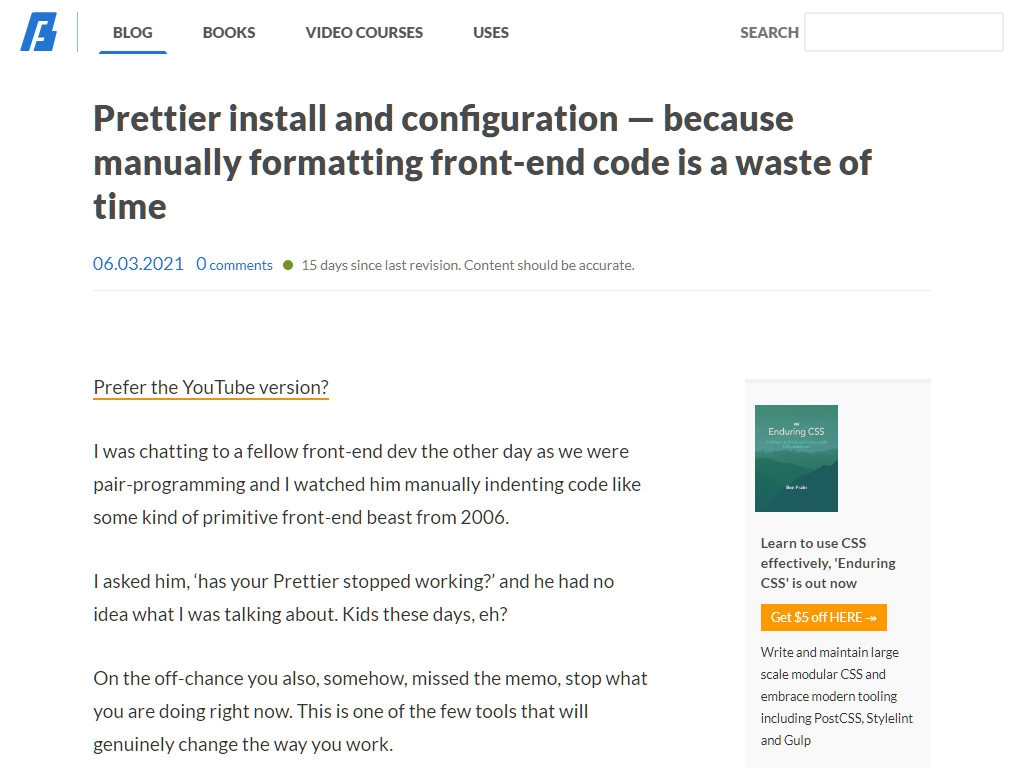 BLOG BOOKS VIDEO COURSES USES SEARCH
Prettier install and configuration — because
manually formatting front-end code is a waste of
time
06.03.2021 0 comments 15 days since last revision. Content should be accurate.
Prefer the YouTube version?
I was chatting to a fellow front-end dev the other day as we were
pair-programming and I watched him manually indenting code like
some kind of primitive front-end beast from 2006.
I asked him, ‘has your Prettier stopped working?’ and he had no
idea what I was talking about. Kids these days, eh?
On the off-chance you also, somehow, missed the memo, stop what
you are doing right now. This is one of the few tools that will
genuinely change the way you work.
Enduring CSS
Ben Frain
Learn to use CSS
effectively, 'Enduring
CSS' is out now
Get $5 off HERE ↠
Write and maintain large
scale modular CSS and
embrace modern tooling
including PostCSS, Stylelint
and Gulp